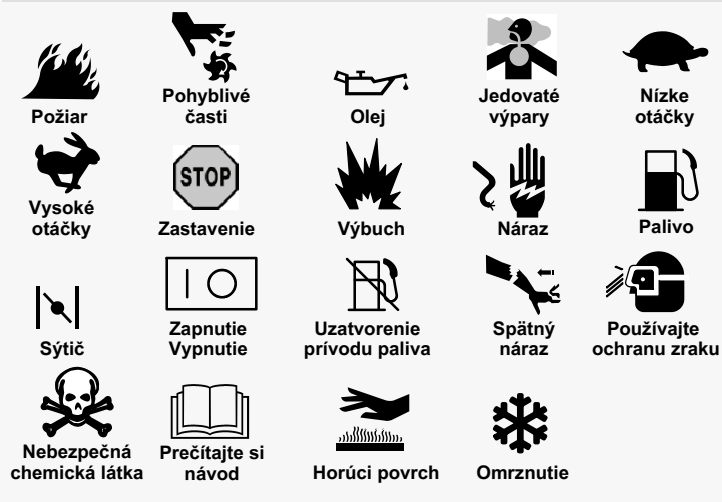 Požiar
Pohyblivé
časti
Olej
Jedovaté
výpary
Nízke
otáčky
Vysoké
otáčky
STOP
Zastavenie
Výbuch
Náraz
Palivo
Sýtič
Zapnutie
Vypnutie
Uzatvorenie
prívodu paliva
Spätný
náraz
Používajte
ochranu zraku
Nebezpečná
chemická látka
Prečítajte si
návod
Horúci povrch
Omrznutie